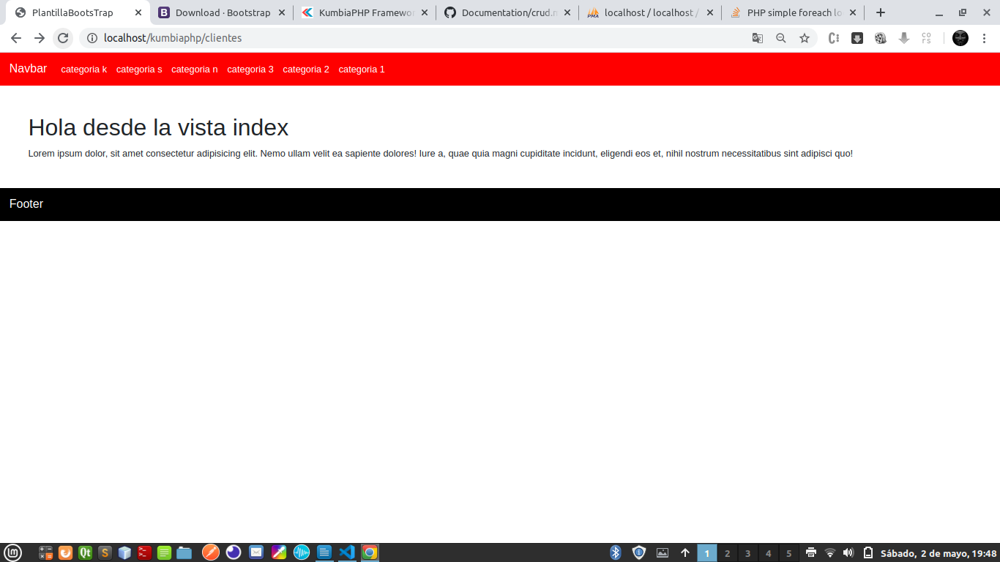 PlantillaBootsTrap
Download · Bootstrap
KumbiaPHP Framewor
Documentation/crud.m
localhost / localhost /
PHP simple foreach lo
localhost/kumbiaphp/clientes
co
rs
Navbar categoria k categoria s categoria n categoria 3 categoria 2 categoria 1
Hola desde la vista index
Lorem ipsum dolor, sit amet consectetur adipisicing elit. Nemo ullam velit ea sapiente dolores! Iure a, quae quia magni cupiditate incidunt, eligendi eos et, nihil nostrum necessitatibus sint adipisci quo!
Footer
1 2 3 4 5 Sábado, 2 de mayo, 19:48